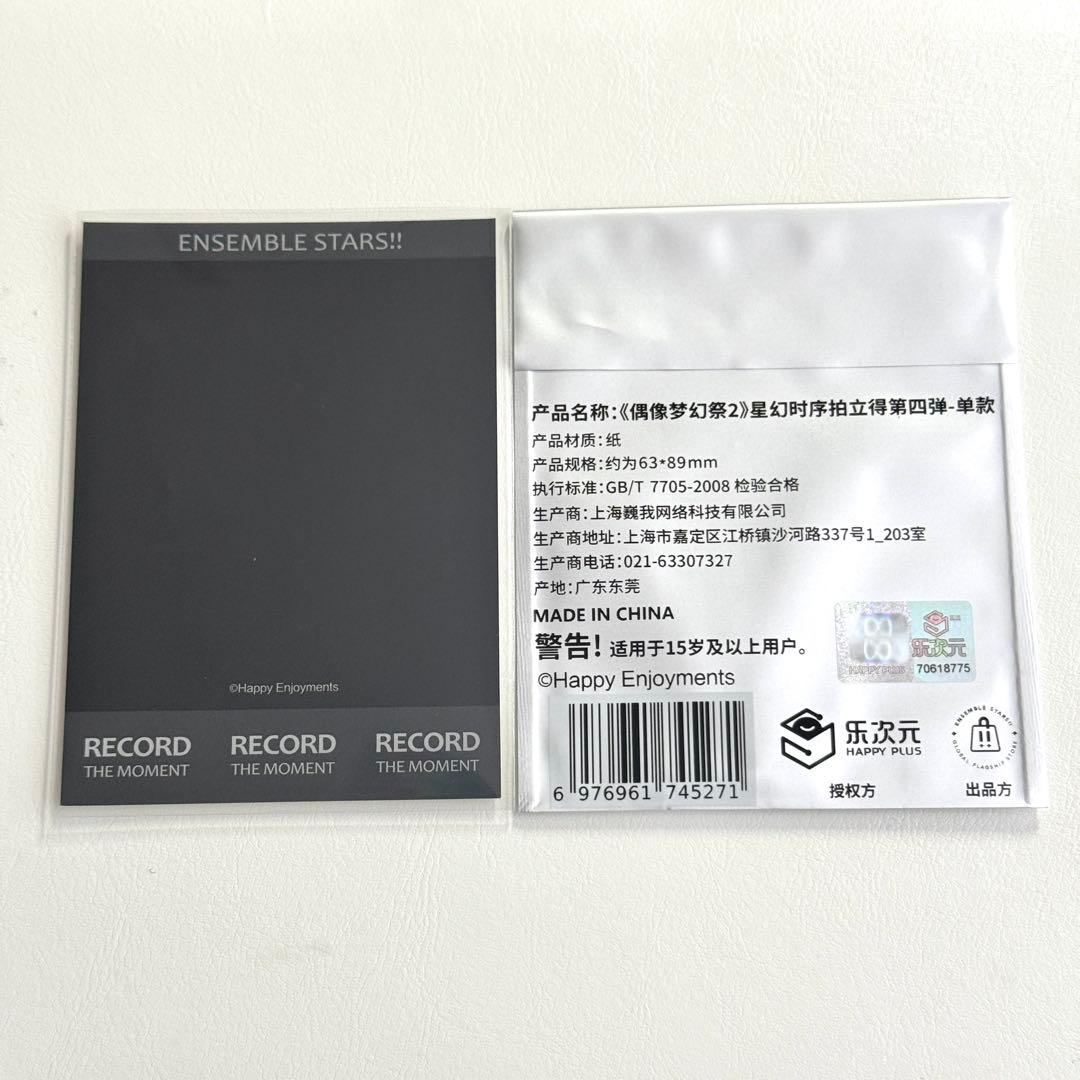 ENSEMBLE STARS!!
©Happy Enjoyments
RECORD RECORD RECORD
THE MOMENT THE MOMENT THE MOMENT
产品名称:《偶像梦幻祭2》星幻时序拍立得第四弹-单款
产品材质:纸
产品规格:约为63*89mm
执行标准:GB/T 7705-2008 检验合格
生产商:上海巍我网络科技有限公司
生产商地址:上海市嘉定区江桥镇沙河路337号1_203室
生产商电话:021-63307327
产地:广东东莞
MADE IN CHINA
警告! 适用于15岁及以上用户。
©Happy Enjoyments
乐次元
HAPPY PLUS
70618775
6 976961 745271
乐次元
HAPPY PLUS
授权方
ENSEMBLE STARS!!
GLOBAL FLAGSHIP STORE
出品方